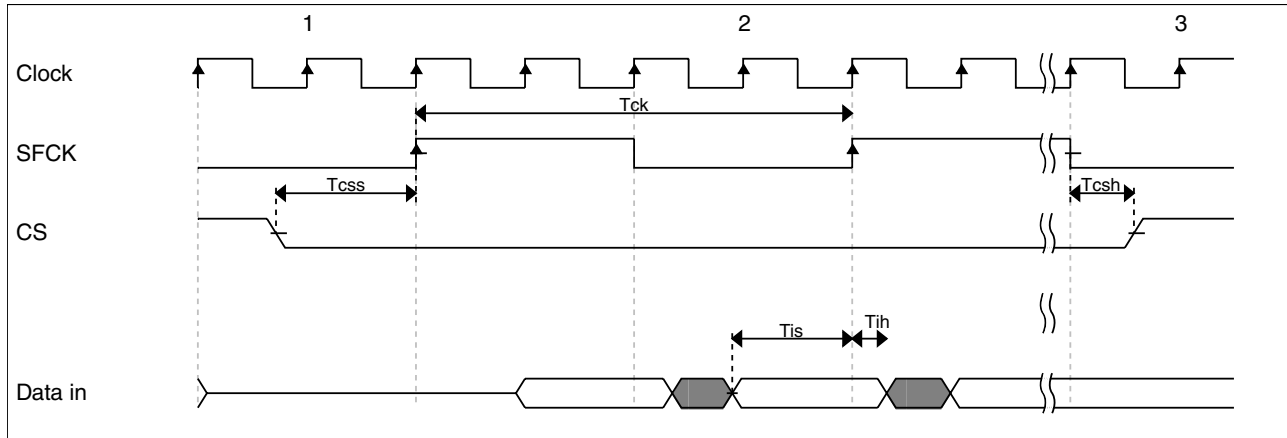 1 2 3
Clock
Tck
SFCK
Tcss Tcsh
CS
Tis Tih
Data in